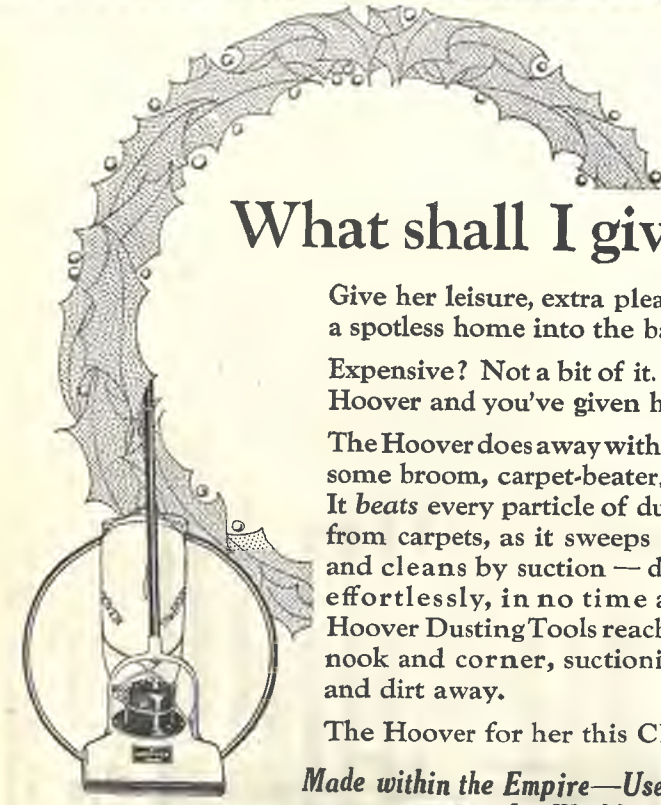 What shall I giv
Give her leisure, extra plea
a spotless home into the ba
Expensive? Not a bit of it.
Hoover and you've given h
The Hoover does away with
some broom, carpet-beater,
It beats every particle of du
from carpets, as it sweeps
and cleans by suction — d
effortlessly, in no time a
Hoover Dusting Tools reach
nook and corner, suctioni
and dirt away.
The Hoover for her this C
Made within the Empire—Use